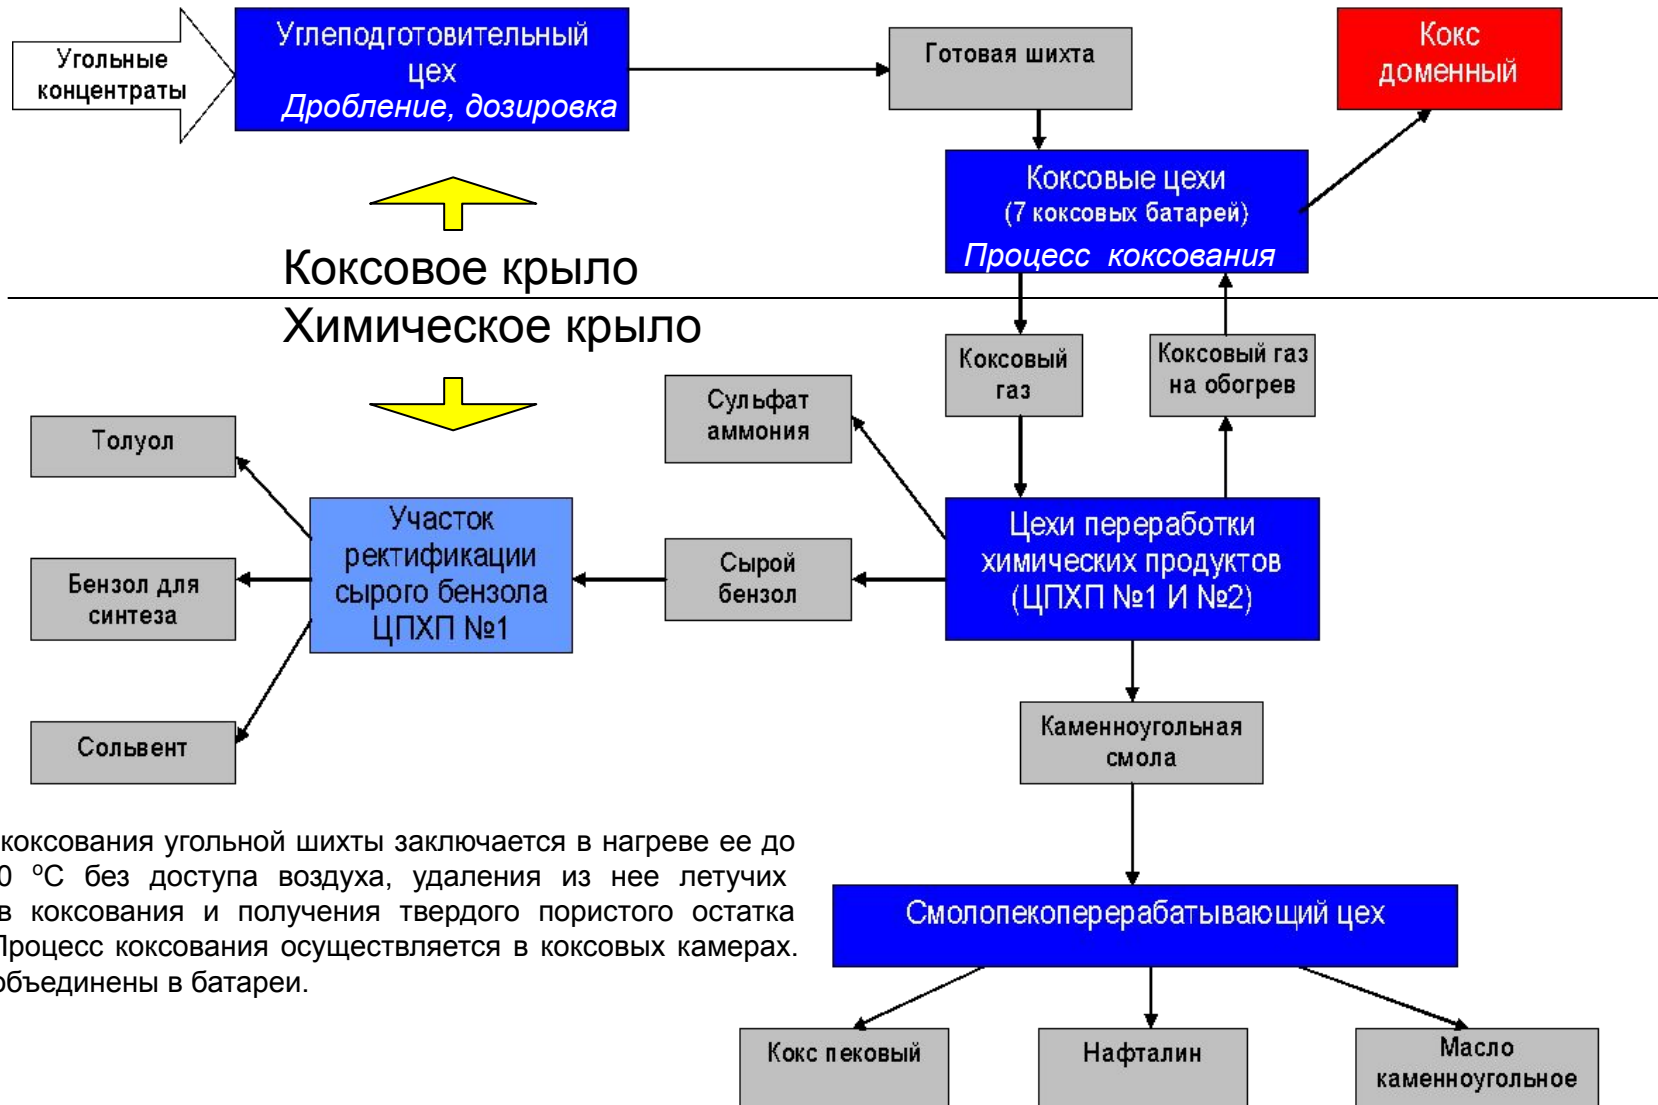 Угольные
концентраты
Углеподготовительный
цех
Дробление, дозировка
Готовая шихта
Кокс
доменный
Коксовые цехи
(7 коксовых батарей)
Процесс коксования
Коксовое крыло
Химическое крыло
Коксовый
газ
Коксовый газ
на обогрев
Сульфат
аммония
Толуол
Участок
ректификации
сырого бензола
ЦПХП №1
Сырой
бензол
Цехи переработки
химических продуктов
(ЦПХП №1 И №2)
Бензол для
синтеза
Сольвент
Каменноугольная
смола
коксования угольной шихты заключается в нагреве ее до
0 ºС без доступа воздуха, удаления из нее летучих
в коксования и получения твердого пористого остатка
Процесс коксования осуществляется в коксовых камерах.
объединены в батареи.
Смолопекоперерабатывающий цех
Кокс пековый
Нафталин
Масло
каменноугольное